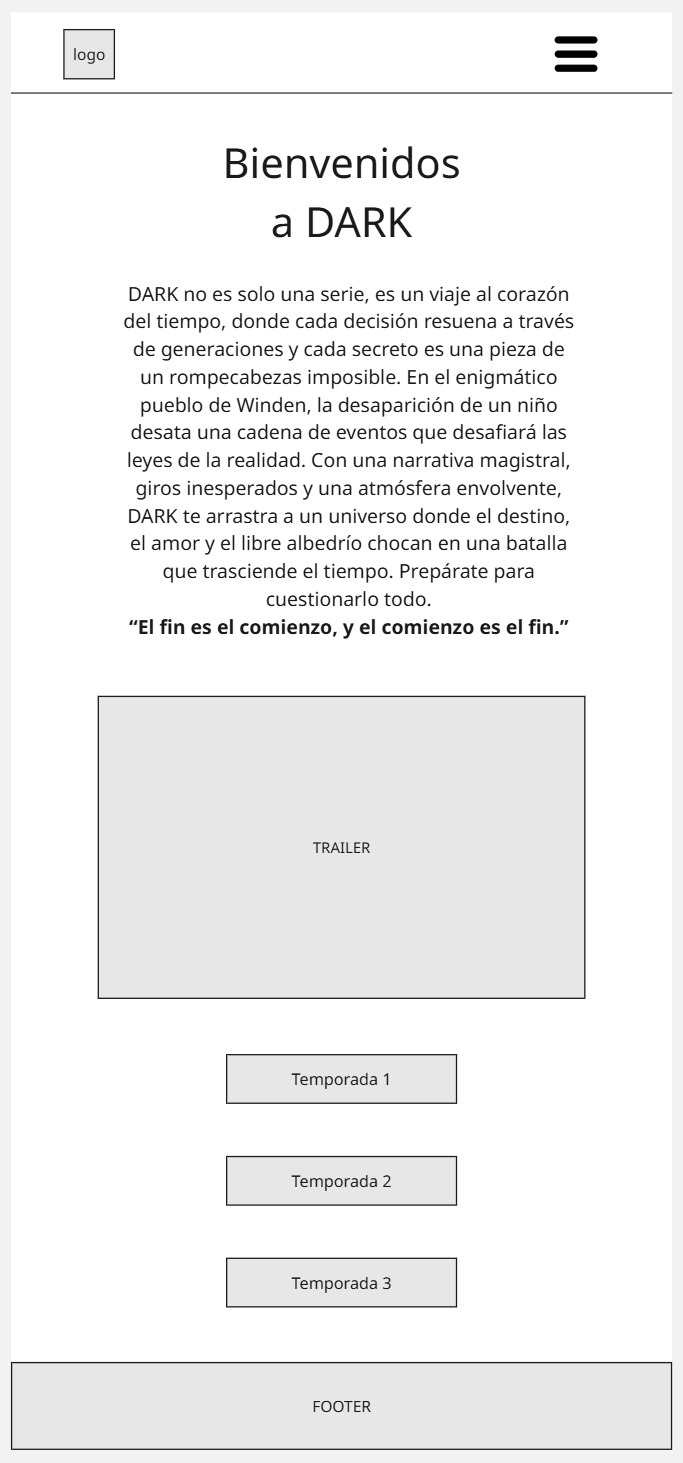 logo
Bienvenidos
a DARK
DARK no es solo una serie, es un viaje al corazón
del tiempo, donde cada decisión resuena a través
de generaciones y cada secreto es una pieza de
un rompecabezas imposible. En el enigmático
pueblo de Winden, la desaparición de un niño
desata una cadena de eventos que desafiará las
leyes de la realidad. Con una narrativa magistral,
giros inesperados y una atmósfera envolvente,
DARK te arrastra a un universo donde el destino,
el amor y el libre albedrío chocan en una batalla
que trasciende el tiempo. Prepárate para
cuestionarlo todo.
“El fin es el comienzo, y el comienzo es el fin.”
TRAILER
Temporada 1
Temporada 2
Temporada 3
FOOTER